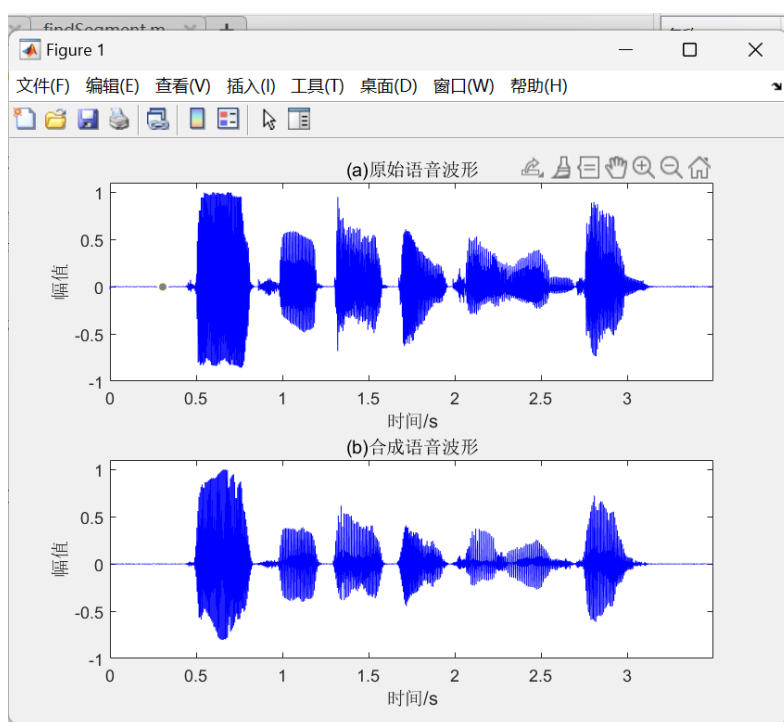 findSegment.m
Figure 1
文件(F) 编辑(E) 查看(V) 插入(I) 工具(T) 桌面(D) 窗口(W) 帮助(H)
(a)原始语音波形
1
0.5
0
-0.5
-1
幅值
0 0.5 1 1.5 2 2.5 3
时间/s
(b)合成语音波形
1
0.5
0
-0.5
-1
幅值
0 0.5 1 1.5 2 2.5 3
时间/s